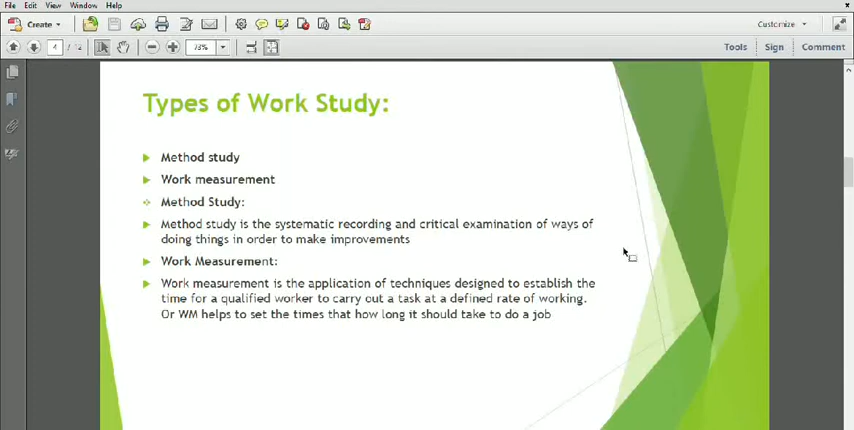 File Edit View Window Help
Create
Customize
4 / 12
73%
Tools Sign Comment
Types of Work Study:
Method study
Work measurement
Method Study:
Method study is the systematic recording and critical examination of ways of
doing things in order to make improvements
Work Measurement:
Work measurement is the application of techniques designed to establish the
time for a qualified worker to carry out a task at a defined rate of working.
Or WM helps to set the times that how long it should take to do a job